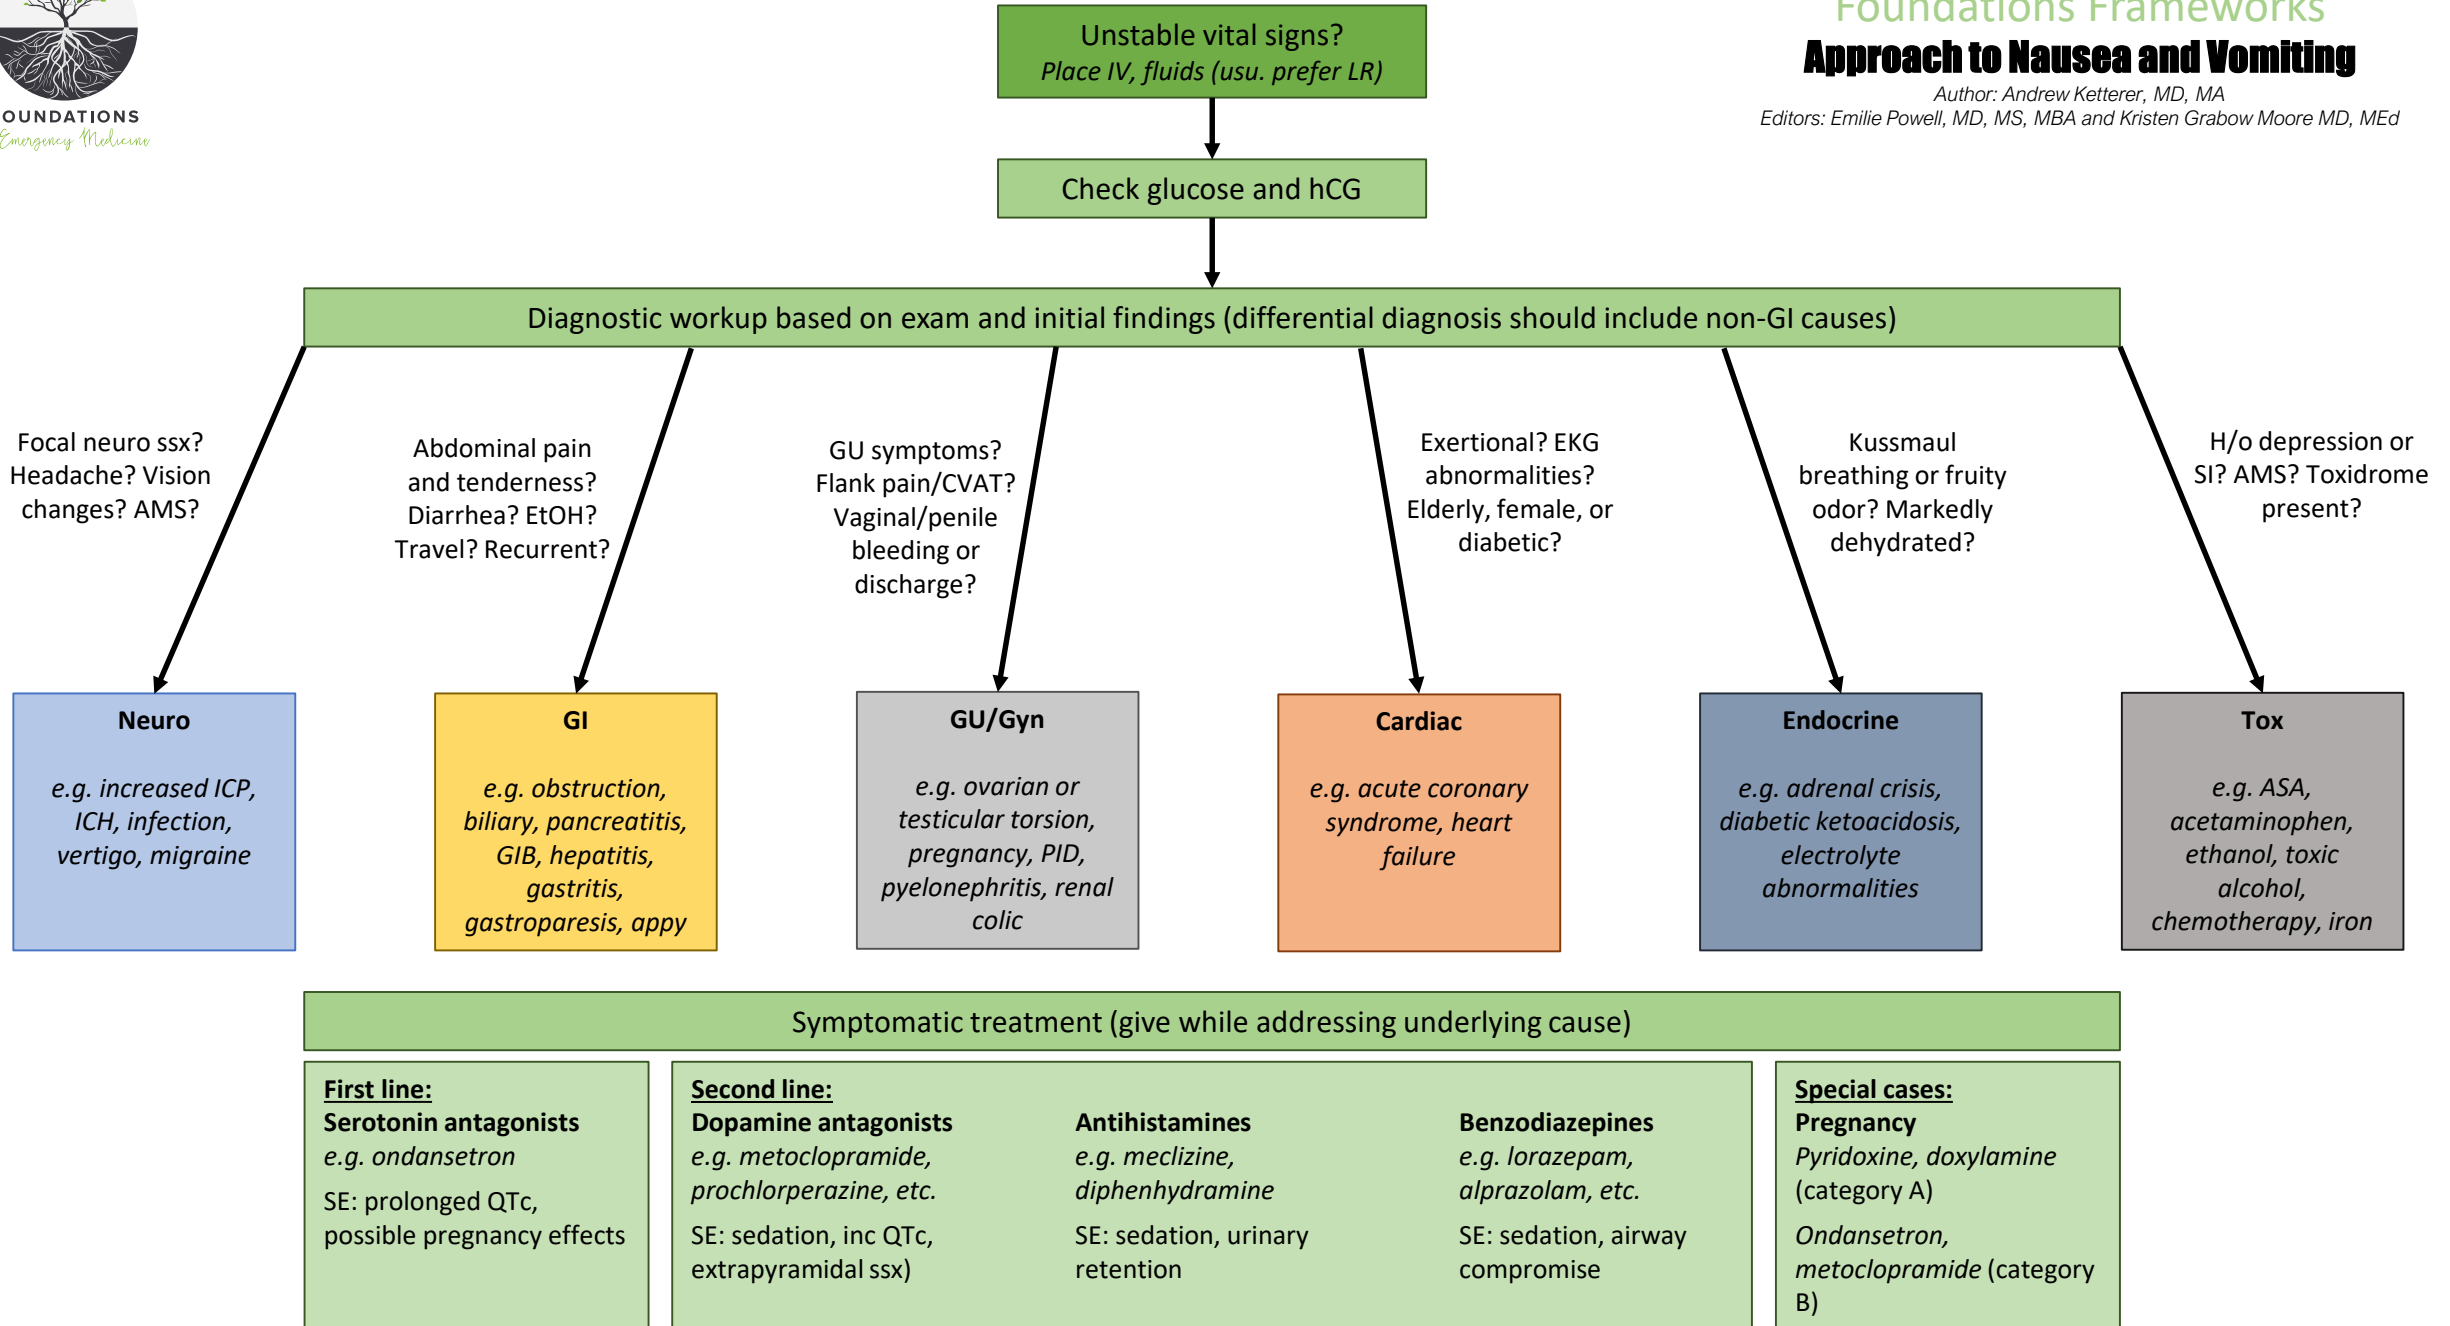 OUNDATIONS
Emergency Medicine
Foundations Frameworks
Approach to Nausea and Vomiting
Author: Andrew Ketterer, MD, MA
Editors: Emilie Powell, MD, MS, MBA and Kristen Grabow Moore MD, MEd
Unstable vital signs?
Place IV, fluids (usu. prefer LR)
Check glucose and hCG
Diagnostic workup based on exam and initial findings (differential diagnosis should include non-GI causes)
Focal neuro ssx?
Headache? Vision
changes? AMS?
Abdominal pain
and tenderness?
Diarrhea? EtOH?
Travel? Recurrent?
GU symptoms?
Flank pain/CVAT?
Vaginal/penile
bleeding or
discharge?
Exertional? EKG
abnormalities?
Elderly, female, or
diabetic?
Kussmaul
breathing or fruity
odor? Markedly
dehydrated?
H/o depression or
SI? AMS? Toxidrome
present?
Neuro
e.g. increased ICP,
ICH, infection,
vertigo, migraine
GI
e.g. obstruction,
biliary, pancreatitis,
GIB, hepatitis,
gastritis,
gastroparesis, appy
GU/Gyn
e.g. ovarian or
testicular torsion,
pregnancy, PID,
pyelonephritis, renal
colic
Cardiac
e.g. acute coronary
syndrome, heart
failure
Endocrine
e.g. adrenal crisis,
diabetic ketoacidosis,
electrolyte
abnormalities
Tox
e.g. ASA,
acetaminophen,
ethanol, toxic
alcohol,
chemotherapy, iron
Symptomatic treatment (give while addressing underlying cause)
First line:
Serotonin antagonists
e.g. ondansetron
SE: prolonged QTc,
possible pregnancy effects
Second line:
Dopamine antagonists
e.g. metoclopramide,
prochlorperazine, etc.
SE: sedation, inc QTc,
extrapyramidal ssx)
Antihistamines
e.g. meclizine,
diphenhydramine
SE: sedation, urinary
retention
Benzodiazepines
e.g. lorazepam,
alprazolam, etc.
SE: sedation, airway
compromise
Special cases:
Pregnancy
Pyridoxine, doxylamine
(category A)
Ondansetron,
metoclopramide (category
B)